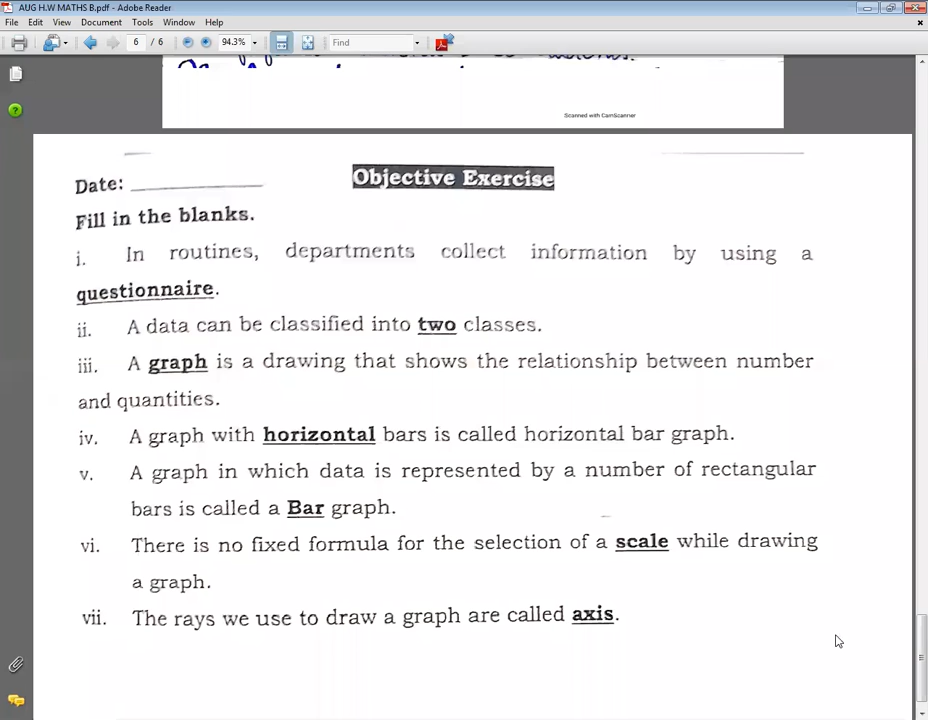 AUG H.W MATHS B.pdf - Adobe Reader
File Edit View Document Tools Window Help
6 / 6 94.3% Find
Scanned with CamScanner
Date: ____________ Objective Exercise
Fill in the blanks.
i. In routines, departments collect information by using a
questionnaire.
ii. A data can be classified into two classes.
iii. A graph is a drawing that shows the relationship between number
and quantities.
iv. A graph with horizontal bars is called horizontal bar graph.
v. A graph in which data is represented by a number of rectangular
bars is called a Bar graph.
vi. There is no fixed formula for the selection of a scale while drawing
a graph.
vii. The rays we use to draw a graph are called axis.